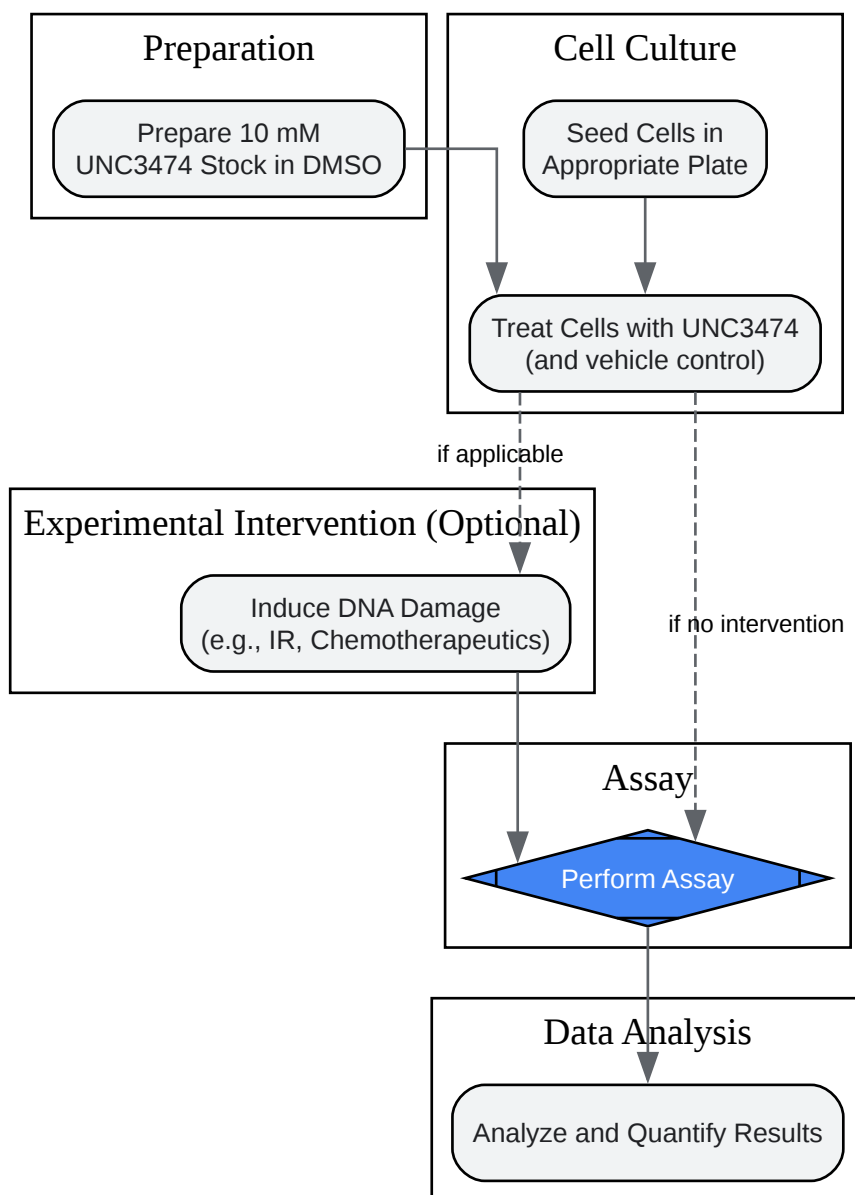 Preparation
Prepare 10 mM
UNC3474 Stock in DMSO
Cell Culture
Seed Cells in
Appropriate Plate
Treat Cells with UNC3474
(and vehicle control)
if applicable
Experimental Intervention (Optional)
Induce DNA Damage
(e.g., IR, Chemotherapeutics)
if no intervention
Assay
Perform Assay
Data Analysis
Analyze and Quantify Results